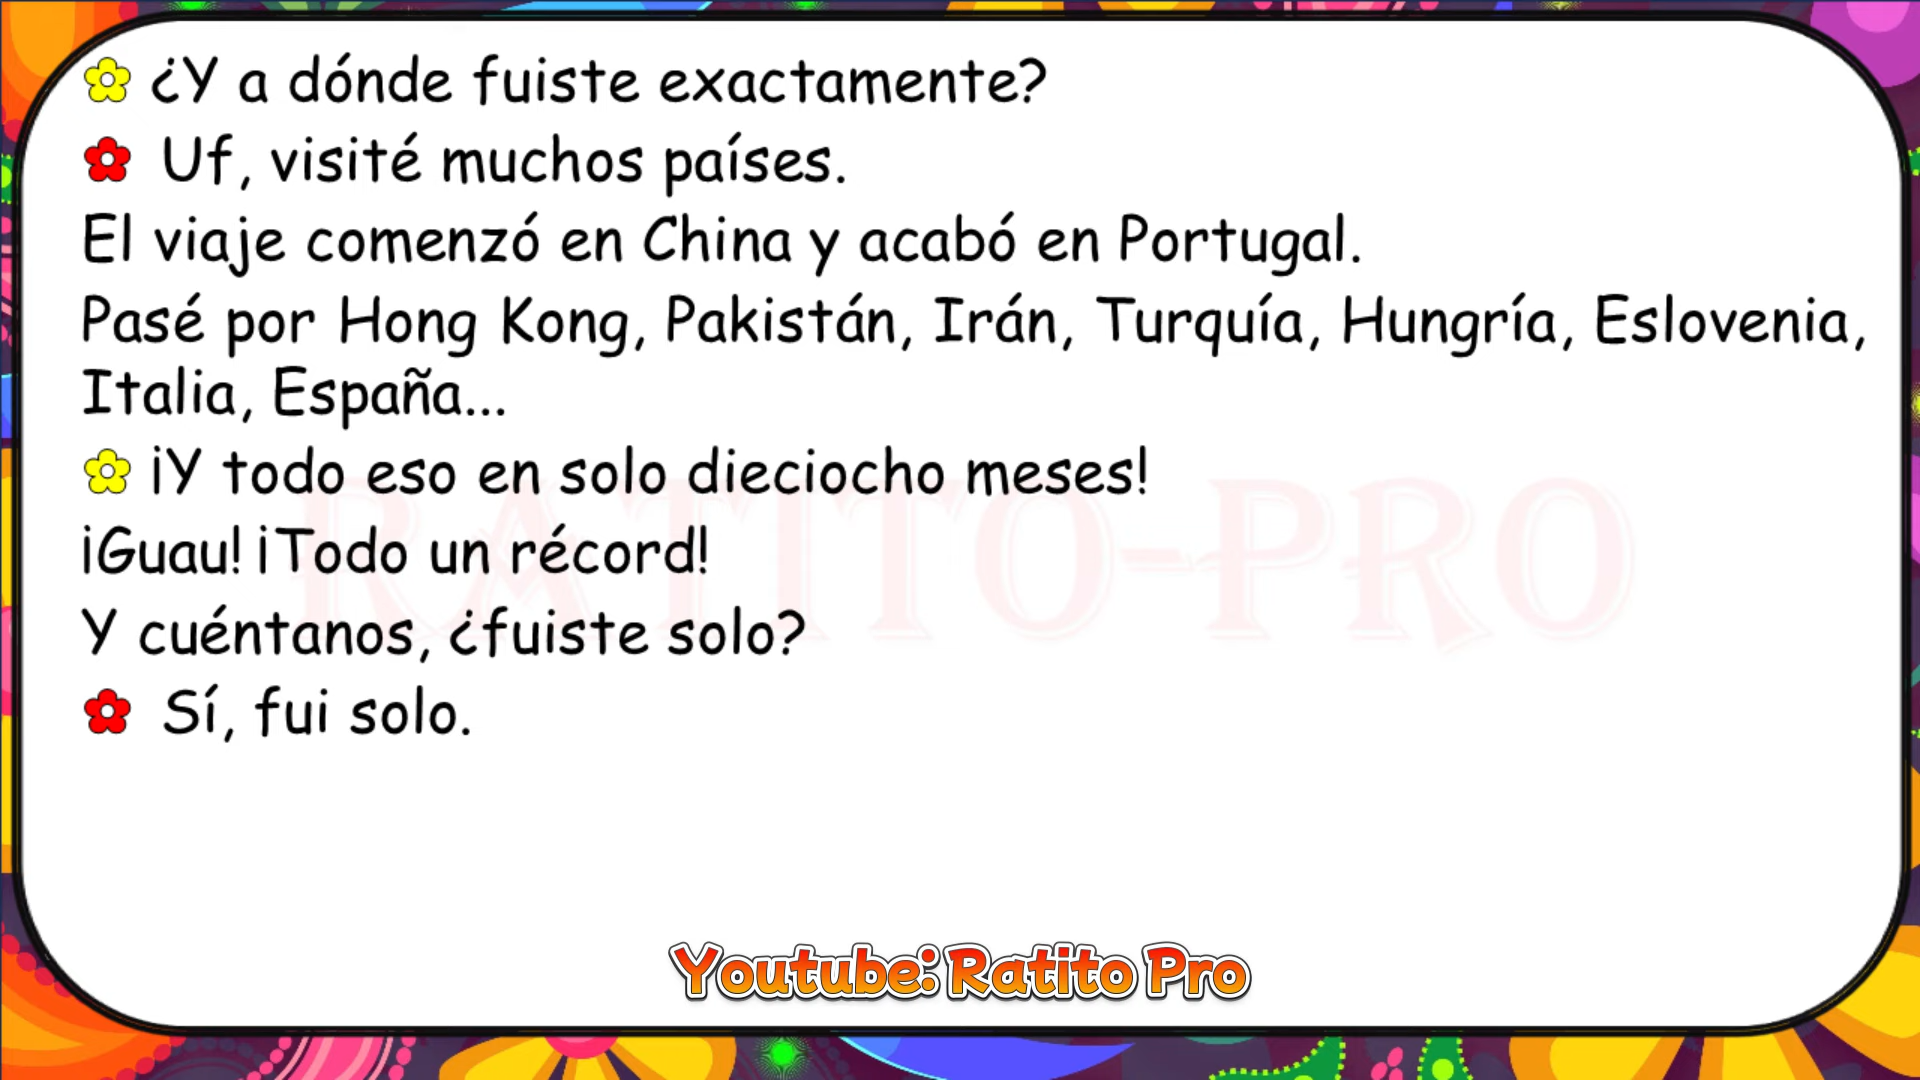 ¿Y a dónde fuiste exactamente?
Uf, visité muchos países.
El viaje comenzó en China y acabó en Portugal.
Pasé por Hong Kong, Pakistán, Irán, Turquía, Hungría, Eslovenia,
Italia, España...
¡Y todo eso en solo dieciocho meses!
¡Guau! ¡Todo un récord!
Y cuéntanos, ¿fuiste solo?
Sí, fui solo.
RATITO-PRO
Youtube: Ratito Pro